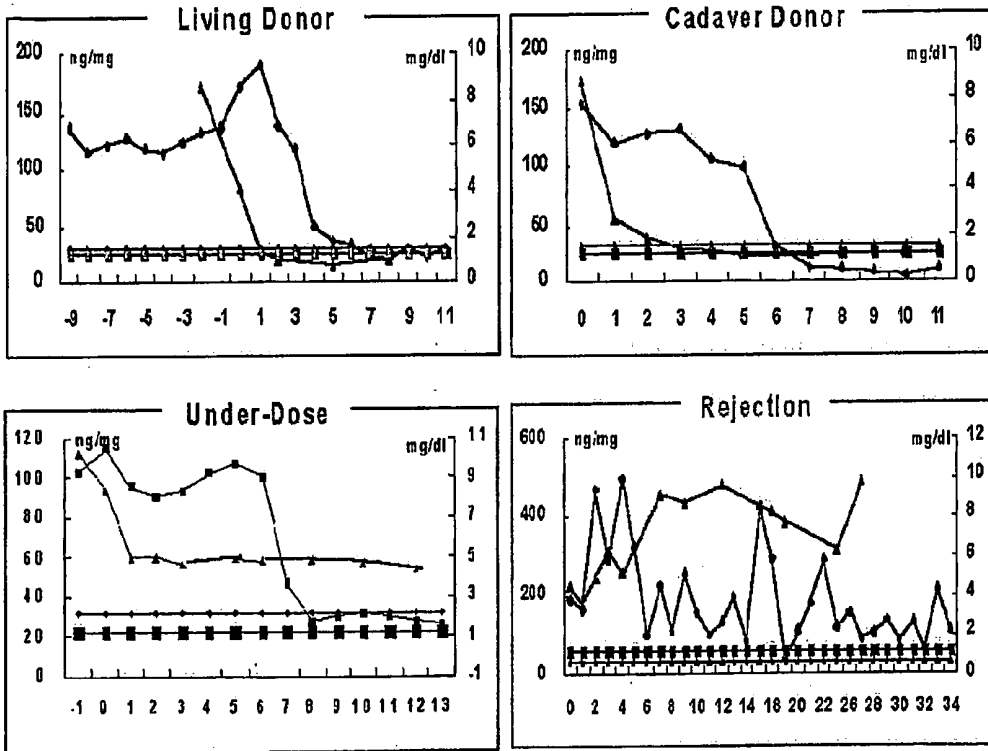 Living Donor
ng/mg
mg/dl
200
150
100
50
0
10
8
6
4
2
0
-9 -7 -5 -3 -1 1 3 5 7 9 11
Cadaver Donor
ng/mg
mg/dl
200
150
100
50
0
10
8
6
4
2
0
0 1 2 3 4 5 6 7 8 9 10 11
Under-Dose
ng/mg
mg/dl
120
100
80
60
40
20
0
11
9
7
5
3
1
-1
-1 0 1 2 3 4 5 6 7 8 9 10 11 12 13
Rejection
ng/mg
mg/dl
600
400
200
0
12
10
8
6
4
2
0
0 2 4 6 8 10 12 14 18 20 22 26 28 30 32 34